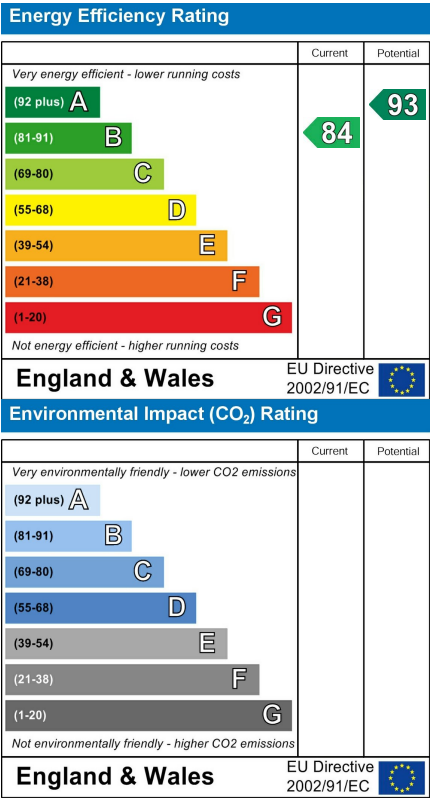 Energy Efficiency Rating
Current Potential
Very energy efficient - lower running costs
(92 plus) A
93
(81-91) B
84
(69-80) C
(55-68) D
(39-54) E
(21-38) F
(1-20) G
Not energy efficient - higher running costs
England & Wales
EU Directive
2002/91/EC
Environmental Impact (CO₂) Rating
Current Potential
Very environmentally friendly - lower CO2 emissions
(92 plus) A
(81-91) B
(69-80) C
(55-68) D
(39-54) E
(21-38) F
(1-20) G
Not environmentally friendly - higher CO2 emissions
England & Wales
EU Directive
2002/91/EC